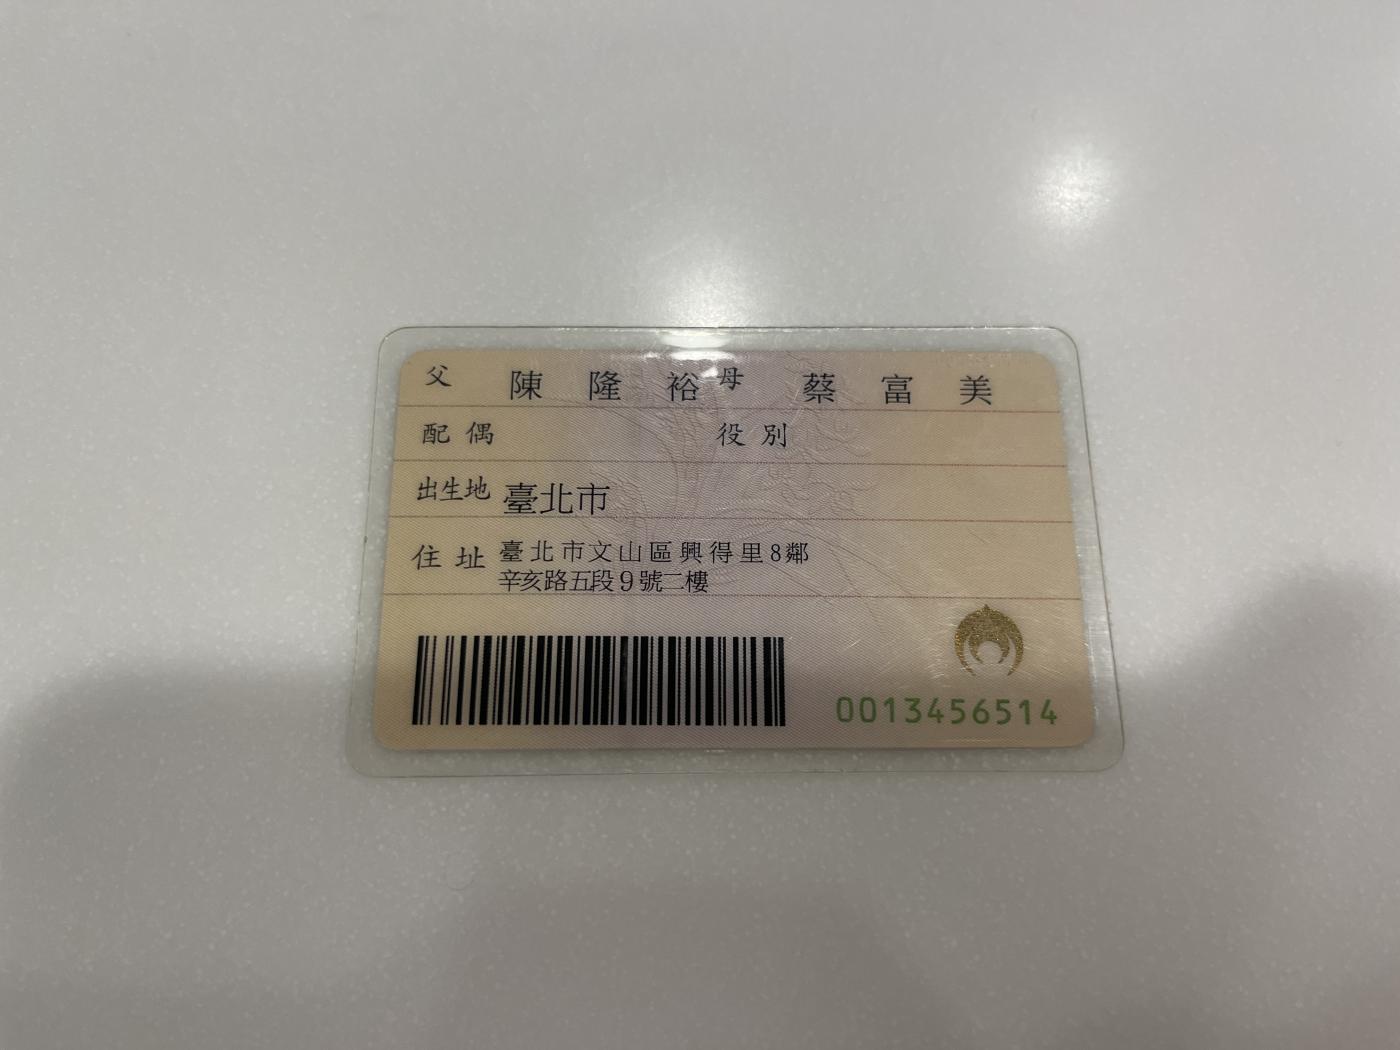 父 陳隆裕 母 蔡富美
配偶 役別
出生地 臺北市
住址 臺北市文山區興得里8鄰
辛亥路五段9號二樓
0013456514